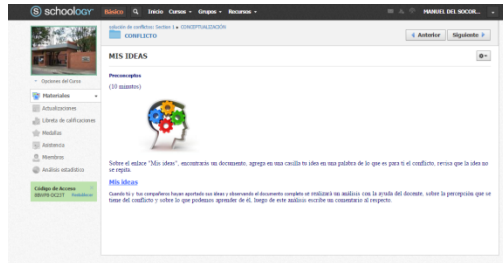 schoology
Básico Inicio Cursos Grupos Recursos
MANUEL DEL SOCOR...
solución de conflictos: Section 1 ▸ CONCEPTUALIZACIÓN
CONFLICTO
Anterior
Siguiente
MIS IDEAS
Preconceptos
(10 minutos)
Opciones del Curso
Materiales
Actualizaciones
Libreta de calificaciones
Medallas
Asistencia
Miembros
Análisis estadístico
Código de Acceso
Sobre el enlace "Mis ideas", encontrarás un documento, agrega en una casilla tu idea en una palabra de lo que es para ti el conflicto, revisa que la idea no
se repita.
Mis ideas
Cuando tú y tus compañeros hayan aportado sus ideas y observando el documento completo se realizará un análisis con la ayuda del docente, sobre la percepción que se
tiene del conflicto y sobre lo que podemos aprender de él, luego de este análisis escribe un comentario al respecto.